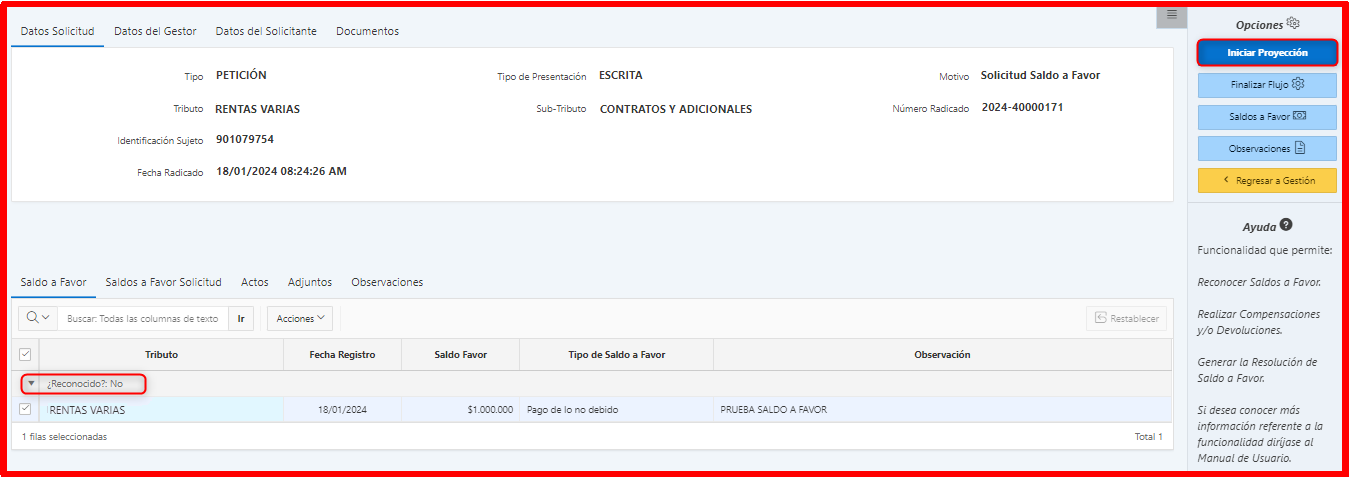 Datos Solicitud Datos del Gestor Datos del Solicitante Documentos
Tipo PETICIÓN Tipo de Presentación ESCRITA Motivo Solicitud Saldo a Favor
Tributo RENTAS VARIAS Sub-Tributo CONTRATOS Y ADICIONALES Número Radicado 2024-40000171
Identificación Sujeto 901079754
Fecha Radicado 18/01/2024 08:24:26 AM
Saldo a Favor Saldos a Favor Solicitud Actos Adjuntos Observaciones
Buscar: Todas las columnas de texto Ir Acciones Restablecer
Tributo Fecha Registro Saldo Favor Tipo de Saldo a Favor Observación
¿Reconocido?: No
RENTAS VARIAS 18/01/2024 $1.000.000 Pago de lo no debido PRUEBA SALDO A FAVOR
1 filas seleccionadas Total 1
Opciones
Iniciar Proyección
Finalizar Flujo
Saldos a Favor
Observaciones
Regresar a Gestión
Ayuda
Funcionalidad que permite:
Reconocer Saldos a Favor.
Realizar Compensaciones
y/o Devoluciones.
Generar la Resolución de
Saldo a Favor.
Si desea conocer más
información referente a la
funcionalidad diríjase al
Manual de Usuario.